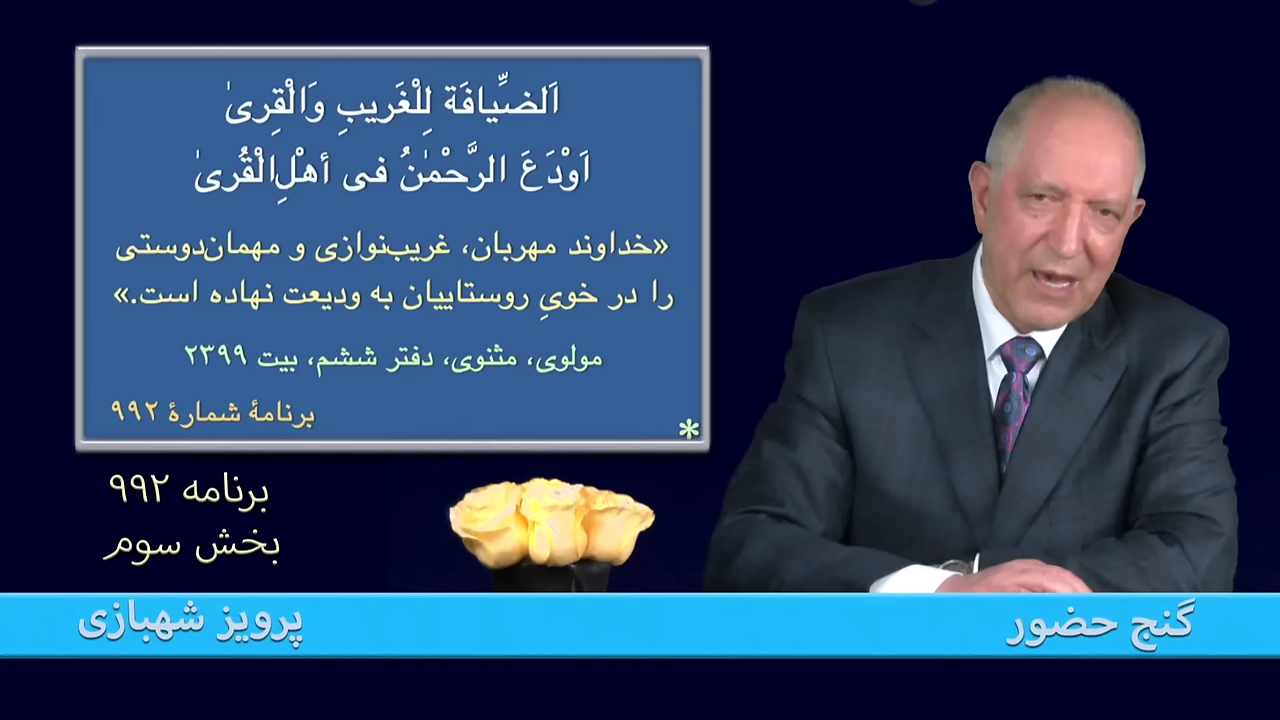 اَلضِّیافَة لِلْغَریبِ وَالْقِریٰ
اَوْدَعَ الرَّحْمٰنُ فی أهْلِ‌الْقُریٰ
«خداوند مهربان، غریب‌نوازی و مهمان‌دوستی
را در خویِ روستاییان به ودیعت نهاده است.»
مولوی، مثنوی، دفتر ششم، بیت ۲۳۹۹
برنامهٔ شمارهٔ ۹۹۲
*
برنامه ۹۹۲
بخش سوم
گنج حضور
پرویز شهبازی